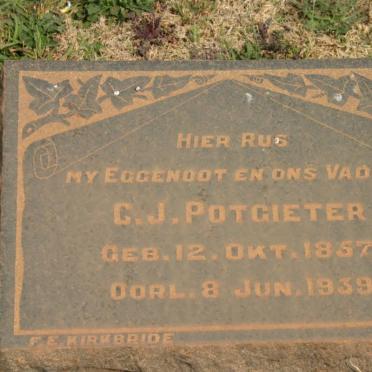 HIER RUS
MY EGGENOOT EN ONS VAD
C.J. POTGIETER
GEB. 12. OKT. 1857
OORL. 8 JUN. 1939
F.E. KIRKBRIDE